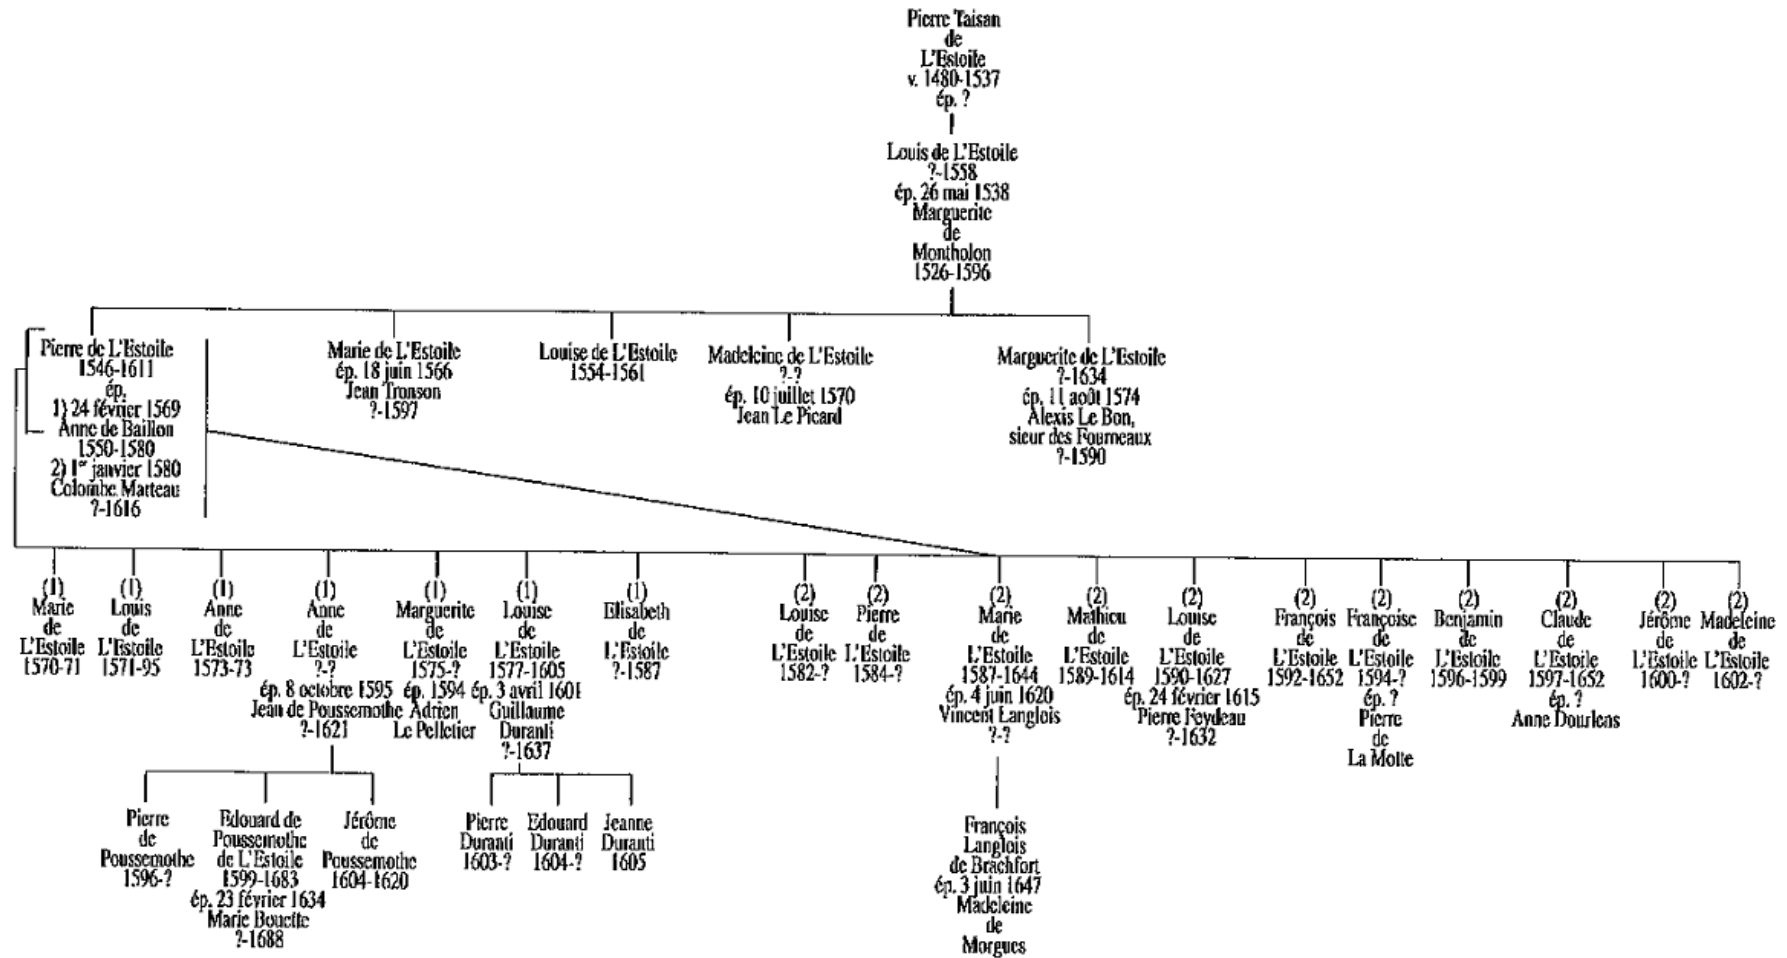 Pierre Taisan
de
L'Estoile
v. 1480-1537
ép. ?
Louis de L'Estoile
?-1558
ép. 26 mai 1538
Marguerite
de
Montholon
1526-1596
Pierre de L'Estoile
1546-1611
ép.
1) 24 février 1569
Anne de Baillon
1550-1580
2) 1er janvier 1580
Colombe Marteau
?-1616
Marie de L'Estoile
ép. 18 juin 1566
Jean Tronson
?-1597
Louise de L'Estoile
1554-1561
Madeleine de L'Estoile
?-?
ép. 10 juillet 1570
Jean Le Picard
Marguerite de L'Estoile
?-1634
ép. 11 août 1574
Alexis Le Bon,
sieur des Fourneaux
?-1590
(1)
Marie
de
L'Estoile
1570-71
(1)
Louis
de
L'Estoile
1571-95
(1)
Anne
de
L'Estoile
1573-73
(1)
Anne
de
L'Estoile
?-?
ép. 8 octobre 1595
Jean de Poussemothe
?-1621
(1)
Marguerite
de
L'Estoile
1575-?
ép. 1594
Adrien
Le Pelletier
(1)
Louise
de
L'Estoile
1577-1605
ép. 3 avril 1601
Guillaume
Duranti
?-1637
(1)
Elisabeth
de
L'Estoile
?-1587
(2)
Louise
de
L'Estoile
1582-?
(2)
Pierre
de
L'Estoile
1584-?
(2)
Marie
de
L'Estoile
1587-1644
ép. 4 juin 1620
Vincent Langlois
?-?
(2)
Mathieu
de
L'Estoile
1589-1614
(2)
Louise
de
L'Estoile
1590-1627
ép. 24 février 1615
Pierre Feydeau
?-1632
(2)
François
de
L'Estoile
1592-1652
(2)
Françoise
de
L'Estoile
1594-?
ép. ?
Pierre
de
La Motte
(2)
Benjamin
de
L'Estoile
1596-1599
(2)
Claude
de
L'Estoile
1597-1652
ép. ?
Anne Dourlens
(2)
Jérôme
de
L'Estoile
1600-?
(2)
Madeleine
de
L'Estoile
1602-?
Pierre
de
Poussemothe
1596-?
Edouard de
Poussemothe
de L'Estoile
1599-1683
ép. 23 février 1634
Marie Bouette
?-1688
Jérôme
de
Poussemothe
1604-1620
Pierre
Duranti
1603-?
Edouard
Duranti
1604-?
Jeanne
Duranti
1605
François
Langlois
de Brachfort
ép. 3 juin 1647
Madeleine
de
Morgues